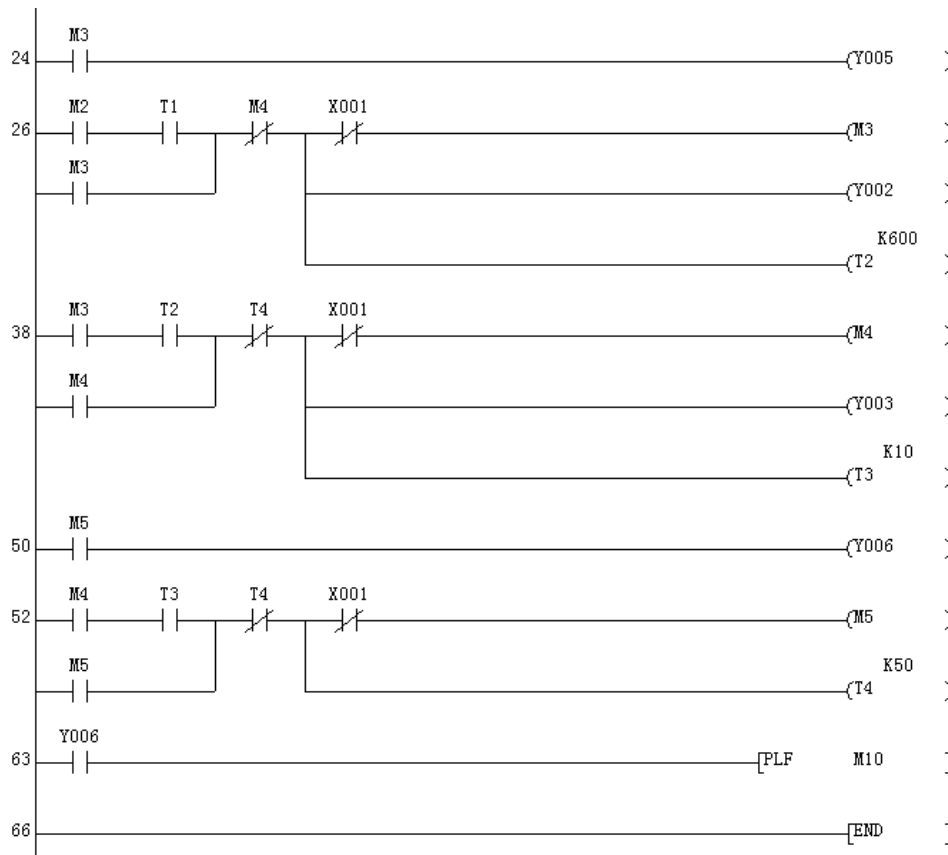 M3
24 (Y005 )
M2 T1 M4 X001
26 (M3 )
M3
(Y002 )
K600
(T2 )
M3 T2 T4 X001
38 (M4 )
M4
(Y003 )
K10
(T3 )
M5
50 (Y006 )
M4 T3 T4 X001
52 (M5 )
M5 K50
(T4 )
Y006
63 [PLF M10 ]
66 [END ]